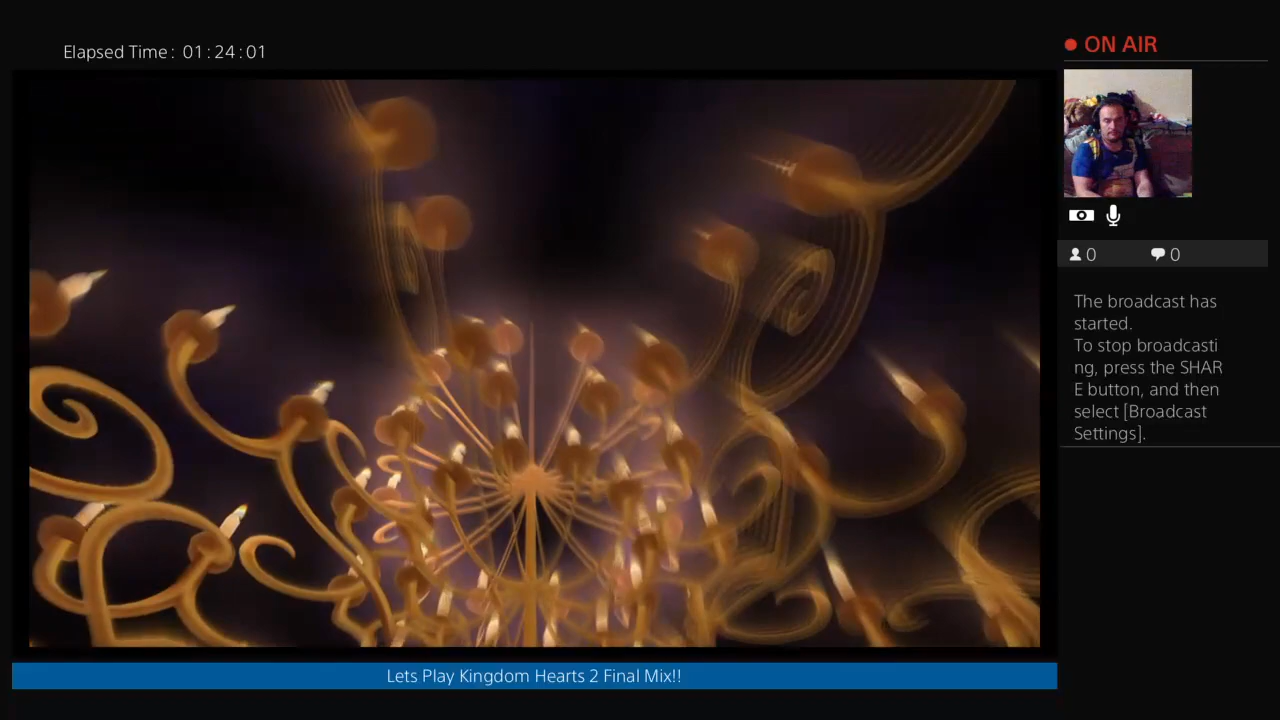 Elapsed Time: 01:24:01
ON AIR
0
0
The broadcast has
started.
To stop broadcasti
ng, press the SHAR
E button, and then
select [Broadcast
Settings].
Lets Play Kingdom Hearts 2 Final Mix!!